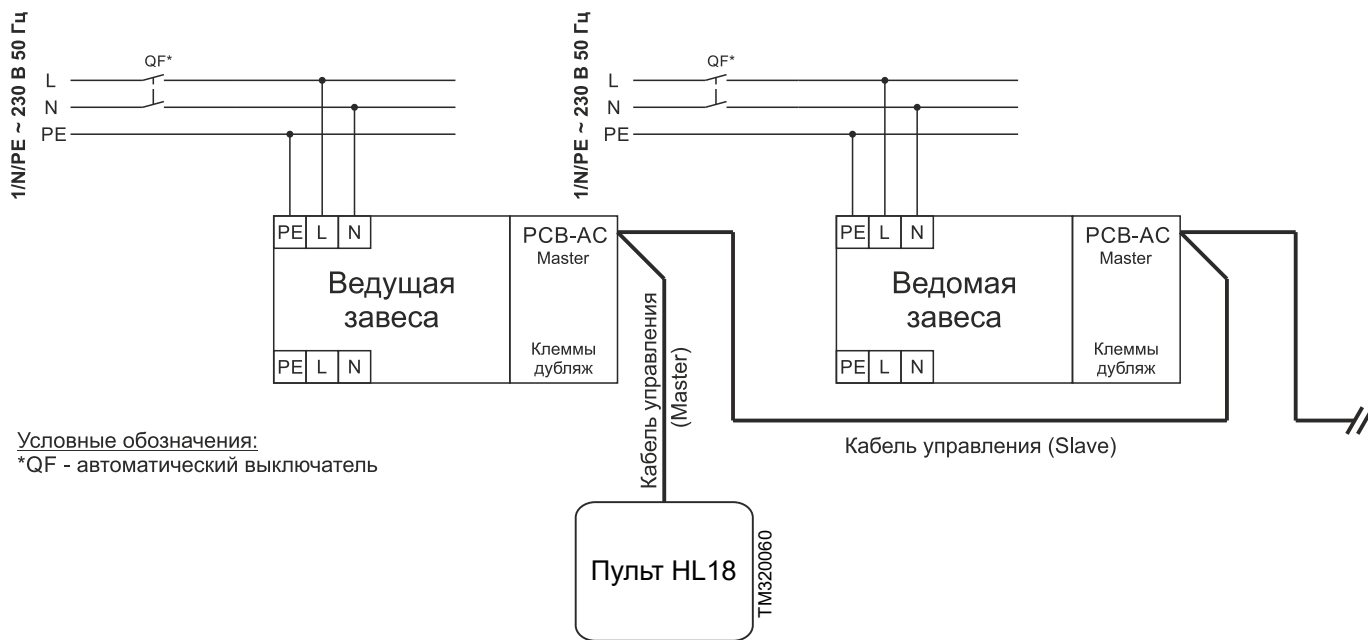 1/N/PE ~ 230 В 50 Гц
QF*
L
N
PE
PE L N
Ведущая
завеса
PE L N
PCB-AC
Master
Клеммы
дубляж
1/N/PE ~ 230 В 50 Гц
QF*
L
N
PE
PE L N
Ведомая
завеса
PE L N
PCB-AC
Master
Клеммы
дубляж
Кабель управления
(Master)
Кабель управления (Slave)
Условные обозначения:
*QF - автоматический выключатель
Пульт HL18
TM320060